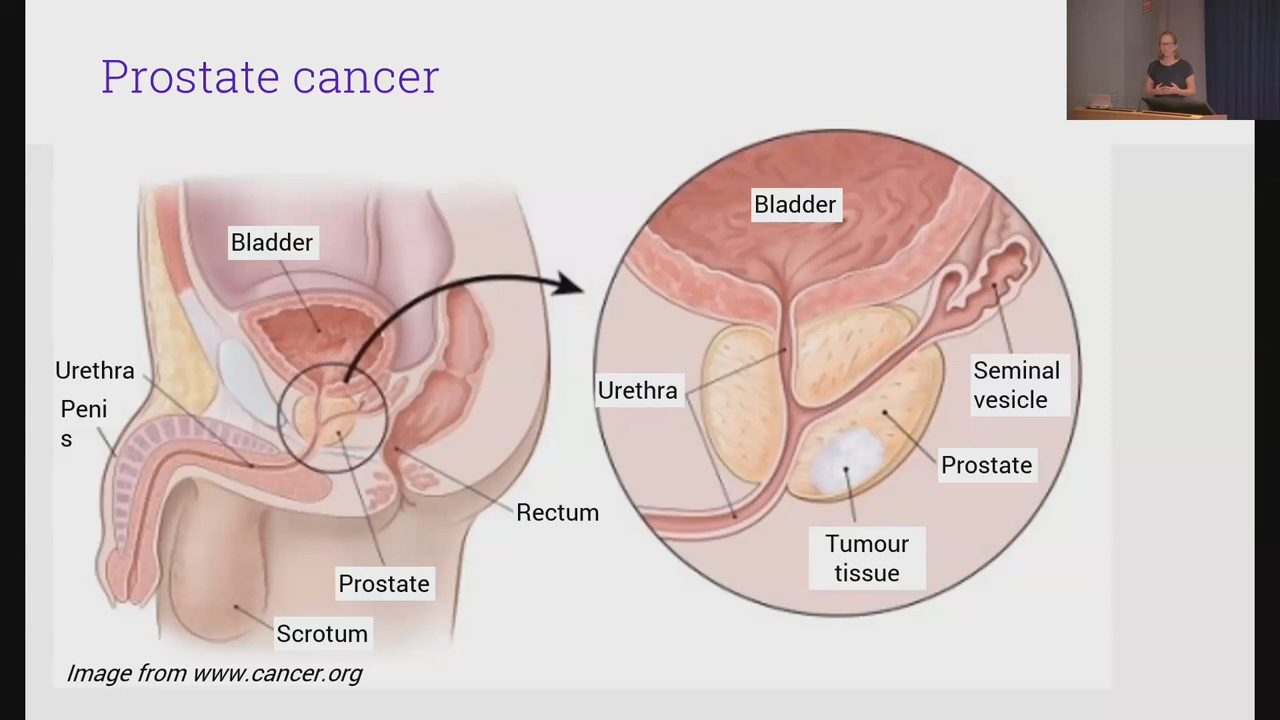 Prostate cancer
Bladder
Urethra
Peni
s
Rectum
Prostate
Scrotum
Image from www.cancer.org
Bladder
Urethra
Seminal
vesicle
Prostate
Tumour
tissue